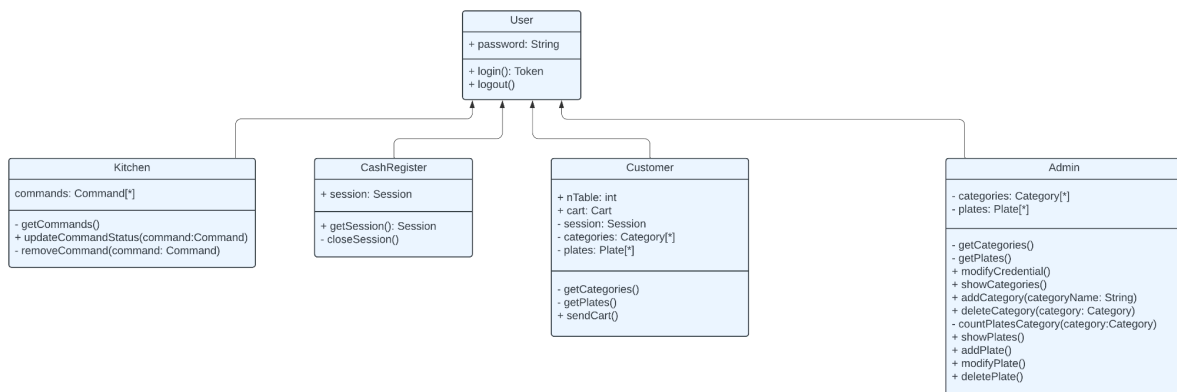 User
+ password: String
+ login(): Token
+ logout()
Kitchen
commands: Command[*]
- getCommands()
+ updateCommandStatus(command:Command)
- removeCommand(command: Command)
CashRegister
+ session: Session
+ getSession(): Session
- closeSession()
Customer
+ nTable: int
+ cart: Cart
- session: Session
- categories: Category[*]
- plates: Plate[*]
- getCategories()
- getPlates()
+ sendCart()
Admin
- categories: Category[*]
- plates: Plate[*]
- getCategories()
- getPlates()
+ modifyCredential()
+ showCategories()
+ addCategory(categoryName: String)
+ deleteCategory(category: Category)
- countPlatesCategory(category:Category)
+ showPlates()
+ addPlate()
+ modifyPlate()
+ deletePlate()